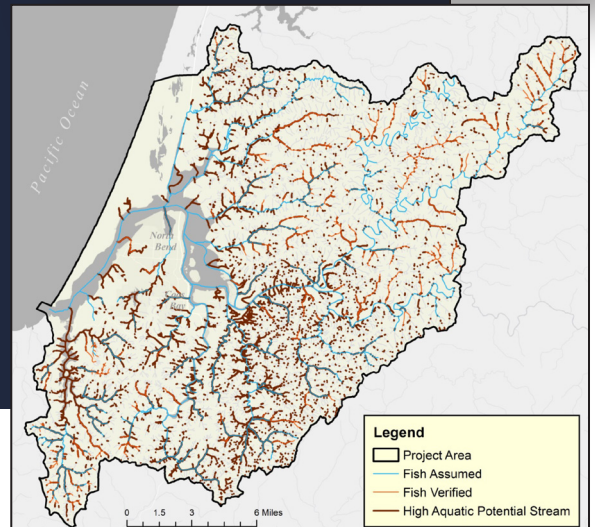 Pacific Ocean
North
Bend
Bay
Legend
Project Area
Fish Assumed
Fish Verified
High Aquatic Potential Stream
0 1.5 3 6 Miles